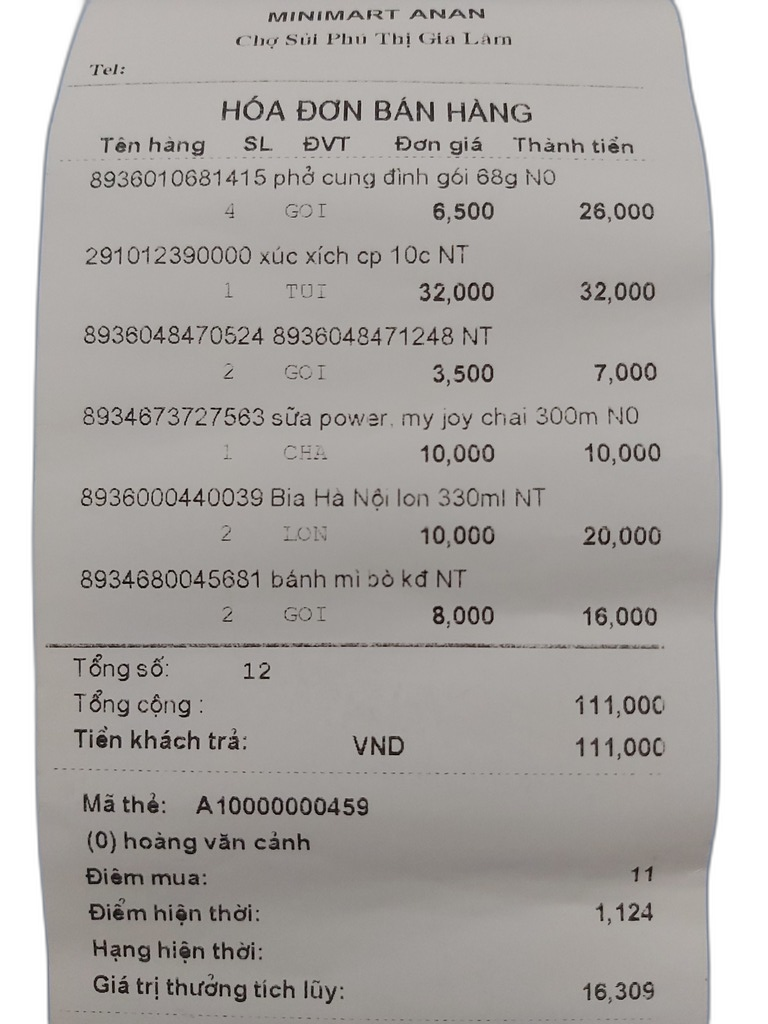 MINIMART ANAN
Chợ Sủi Phú Thị Gia Lâm
Tel:
HÓA ĐƠN BÁN HÀNG
Tên hàng SL ĐVT Đơn giá Thành tiền
8936010681415 phở cung đình gói 68g N0
4 GOI 6,500 26,000
291012390000 xúc xích cp 10c NT
1 TUI 32,000 32,000
8936048470524 8936048471248 NT
2 GOI 3,500 7,000
8934673727563 sữa power, my joy chai 300m N0
1 CHA 10,000 10,000
8936000440039 Bia Hà Nội lon 330ml NT
2 LON 10,000 20,000
8934680045681 bánh mì bò kđ NT
2 GOI 8,000 16,000
Tổng số: 12
Tổng cộng : 111,000
Tiền khách trả: VND 111,000
Mã thẻ: A10000000459
(0) hoàng văn cảnh
Điểm mua: 11
Điểm hiện thời: 1,124
Hạng hiện thời:
Giá trị thưởng tích lũy: 16,309